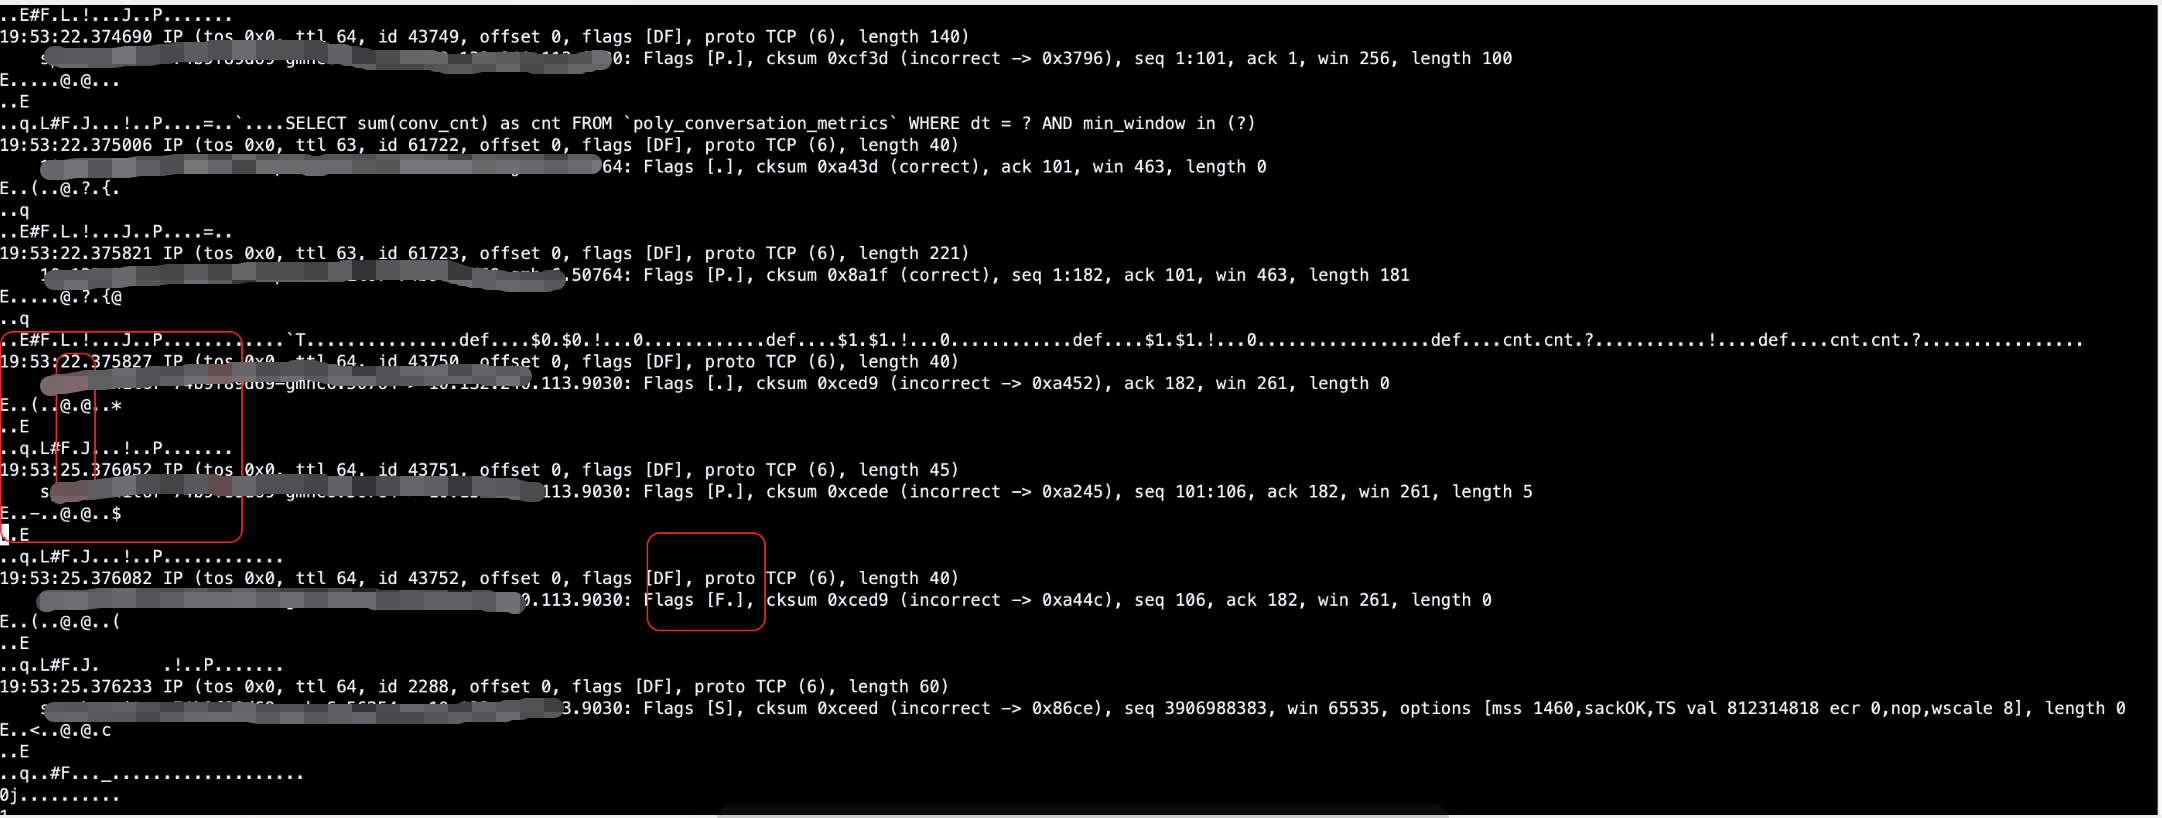 ..E#F.L.!...J..P.......
19:53:22.374690 IP (tos 0x0, ttl 64, id 43749, offset 0, flags [DF], proto TCP (6), length 140)
0: Flags [P.], cksum 0xcf3d (incorrect -> 0x3796), seq 1:101, ack 1, win 256, length 100
E.....@.@...
..E
..q.L#F.J...!..P....=..`....SELECT sum(conv_cnt) as cnt FROM `poly_conversation_metrics` WHERE dt = ? AND min_window in (?)
19:53:22.375006 IP (tos 0x0, ttl 63, id 61722, offset 0, flags [DF], proto TCP (6), length 40)
64: Flags [.], cksum 0xa43d (correct), ack 101, win 463, length 0
E..(..@.?.{.
..q
..E#F.L.!...J..P....=..
19:53:22.375821 IP (tos 0x0, ttl 63, id 61723, offset 0, flags [DF], proto TCP (6), length 221)
.50764: Flags [P.], cksum 0x8a1f (correct), seq 1:182, ack 101, win 463, length 181
E.....@.?.{@
..q
..E#F.L.!...J..P............`T...............def....$0.$0.!...0............def....$1.$1.!...0............def....$1.$1.!...0.................def....cnt.cnt.?..........!....def....cnt.cnt.?................
19:53:22.375827 IP (tos 0x0, ttl 64, id 43750, offset 0, flags [DF], proto TCP (6), length 40)
.113.9030: Flags [.], cksum 0xced9 (incorrect -> 0xa452), ack 182, win 261, length 0
E..(..@.@..*
..E
..q.L#F.J...!..P.......
19:53:25.376052 IP (tos 0x0, ttl 64, id 43751, offset 0, flags [DF], proto TCP (6), length 45)
113.9030: Flags [P.], cksum 0xcede (incorrect -> 0xa245), seq 101:106, ack 182, win 261, length 5
E..-..@.@..$
..E
..q.L#F.J...!..P............
19:53:25.376082 IP (tos 0x0, ttl 64, id 43752, offset 0, flags [DF], proto TCP (6), length 40)
0.113.9030: Flags [F.], cksum 0xced9 (incorrect -> 0xa44c), seq 106, ack 182, win 261, length 0
E..(..@.@..(
..E
..q.L#F.J.      .!..P.......
19:53:25.376233 IP (tos 0x0, ttl 64, id 2288, offset 0, flags [DF], proto TCP (6), length 60)
3.9030: Flags [S], cksum 0xceed (incorrect -> 0x86ce), seq 3906988383, win 65535, options [mss 1460,sackOK,TS val 812314818 ecr 0,nop,wscale 8], length 0
E..<..@.@.c
..E
..q..#F..._...................
0j..........